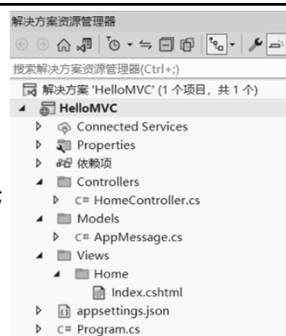 解决方案资源管理器
搜索解决方案资源管理器(Ctrl+;)
解决方案 'HelloMVC' (1 个项目，共 1 个)
HelloMVC
Connected Services
Properties
依赖项
Controllers
C# HomeController.cs
Models
C# AppMessage.cs
Views
Home
Index.cshtml
appsettings.json
C# Program.cs